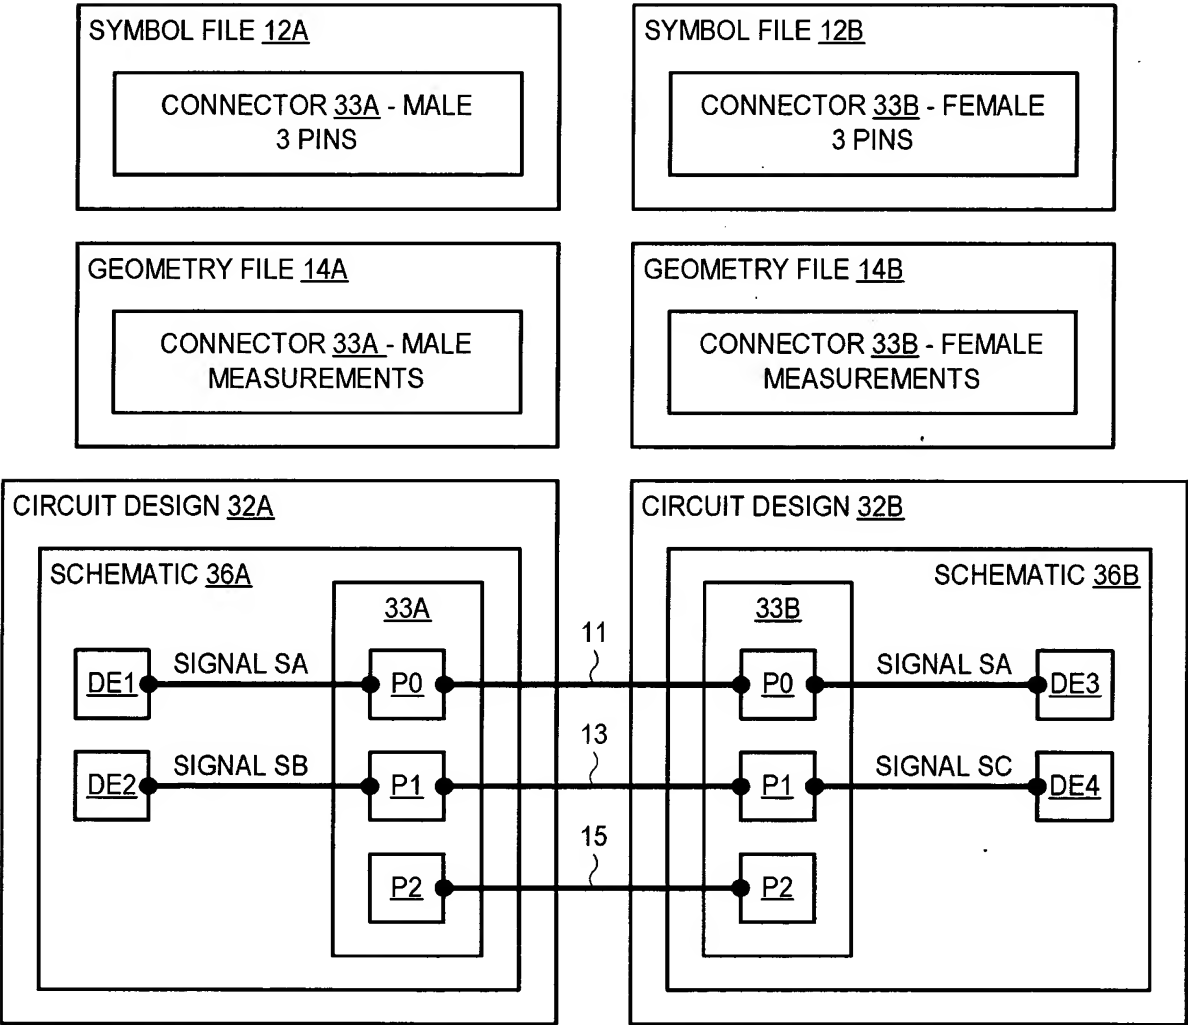 SYMBOL FILE 12A
CONNECTOR 33A - MALE
3 PINS
SYMBOL FILE 12B
CONNECTOR 33B - FEMALE
3 PINS
GEOMETRY FILE 14A
CONNECTOR 33A - MALE
MEASUREMENTS
GEOMETRY FILE 14B
CONNECTOR 33B - FEMALE
MEASUREMENTS
CIRCUIT DESIGN 32A
SCHEMATIC 36A
33A
DE1
SIGNAL SA
P0
DE2
SIGNAL SB
P1
P2
11
13
15
CIRCUIT DESIGN 32B
SCHEMATIC 36B
33B
P0
SIGNAL SA
DE3
P1
SIGNAL SC
DE4
P2